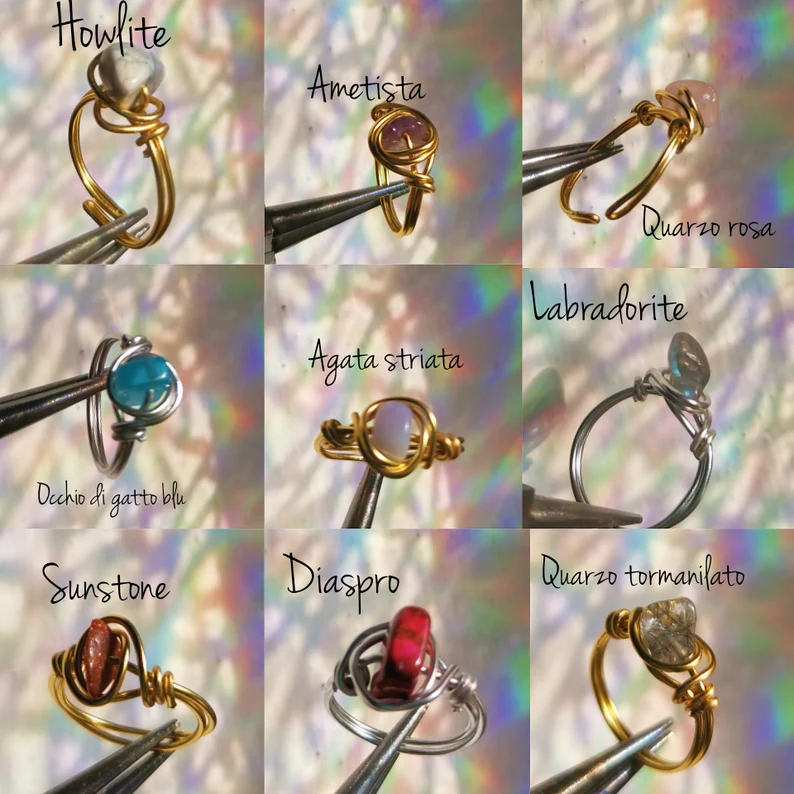 Howlite
Ametista
Quarzo rosa
Occhio di gatto blu
Agata striata
Labradorite
Sunstone
Diaspro
Quarzo tormanilato